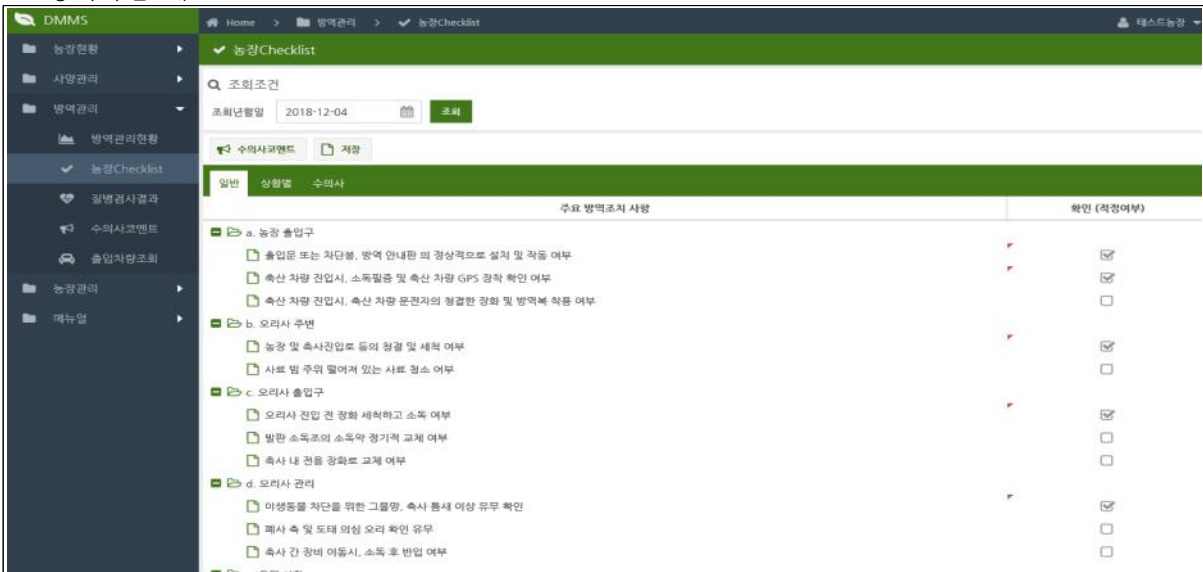 DMMS
Home > 방역관리 > 농장Checklist
테스트농장
농장현황
사양관리
방역관리
방역관리현황
농장Checklist
질병검사결과
수의사코멘트
출입차량조회
농장관리
메뉴얼
농장Checklist
조회조건
조회년월일 2018-12-04 조회
수의사코멘트 저장
일반 상황별 수의사
주요 방역조치 사항 확인 (적정여부)
a. 농장 출입구
출입문 또는 차단봉, 방역 안내판 의 정상적으로 설치 및 작동 여부
축산 차량 진입시, 소독필증 및 축산 차량 GPS 장착 확인 여부
축산 차량 진입시, 축산 차량 운전자의 청결한 장화 및 방역복 착용 여부
b. 오리사 주변
농장 및 축사진입로 등의 청결 및 세척 여부
사료 빔 주위 떨어져 있는 사료 청소 여부
c. 오리사 출입구
오리사 진입 전 장화 세척하고 소독 여부
발판 소독조의 소독약 정기적 교체 여부
축사 내 전용 장화로 교체 여부
d. 오리사 관리
야생동물 차단을 위한 그물망, 축사 틈새 이상 유무 확인
폐사 축 및 도태 의심 오리 확인 유무
축사 간 장비 이동시, 소독 후 반입 여부